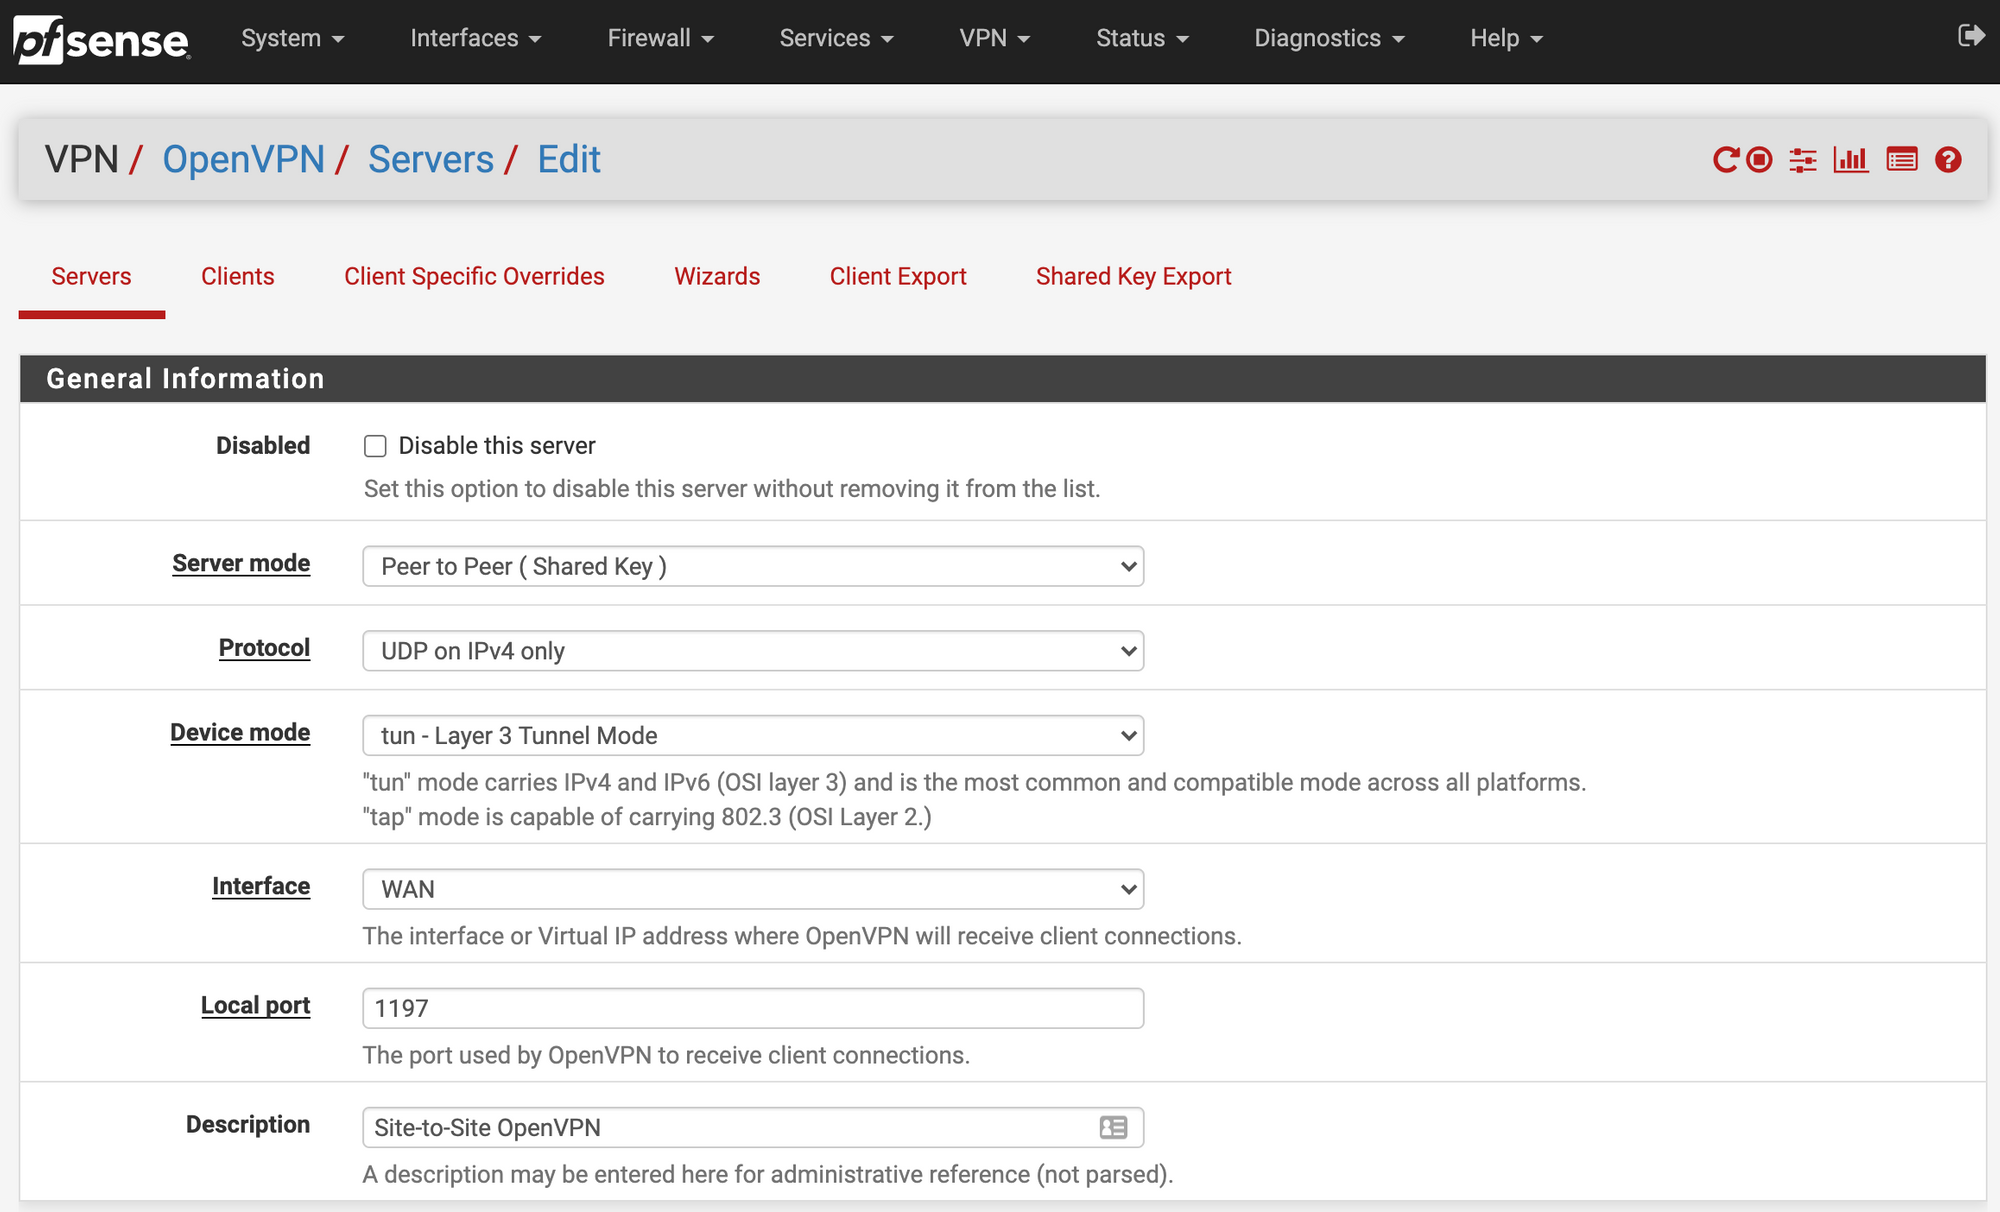 pfsense System Interfaces Firewall Services VPN Status Diagnostics Help
VPN / OpenVPN / Servers / Edit
Servers Clients Client Specific Overrides Wizards Client Export Shared Key Export
General Information
Disabled Disable this server
Set this option to disable this server without removing it from the list.
Server mode Peer to Peer ( Shared Key )
Protocol UDP on IPv4 only
Device mode tun - Layer 3 Tunnel Mode
"tun" mode carries IPv4 and IPv6 (OSI layer 3) and is the most common and compatible mode across all platforms.
"tap" mode is capable of carrying 802.3 (OSI Layer 2.)
Interface WAN
The interface or Virtual IP address where OpenVPN will receive client connections.
Local port 1197
The port used by OpenVPN to receive client connections.
Description Site-to-Site OpenVPN
A description may be entered here for administrative reference (not parsed).